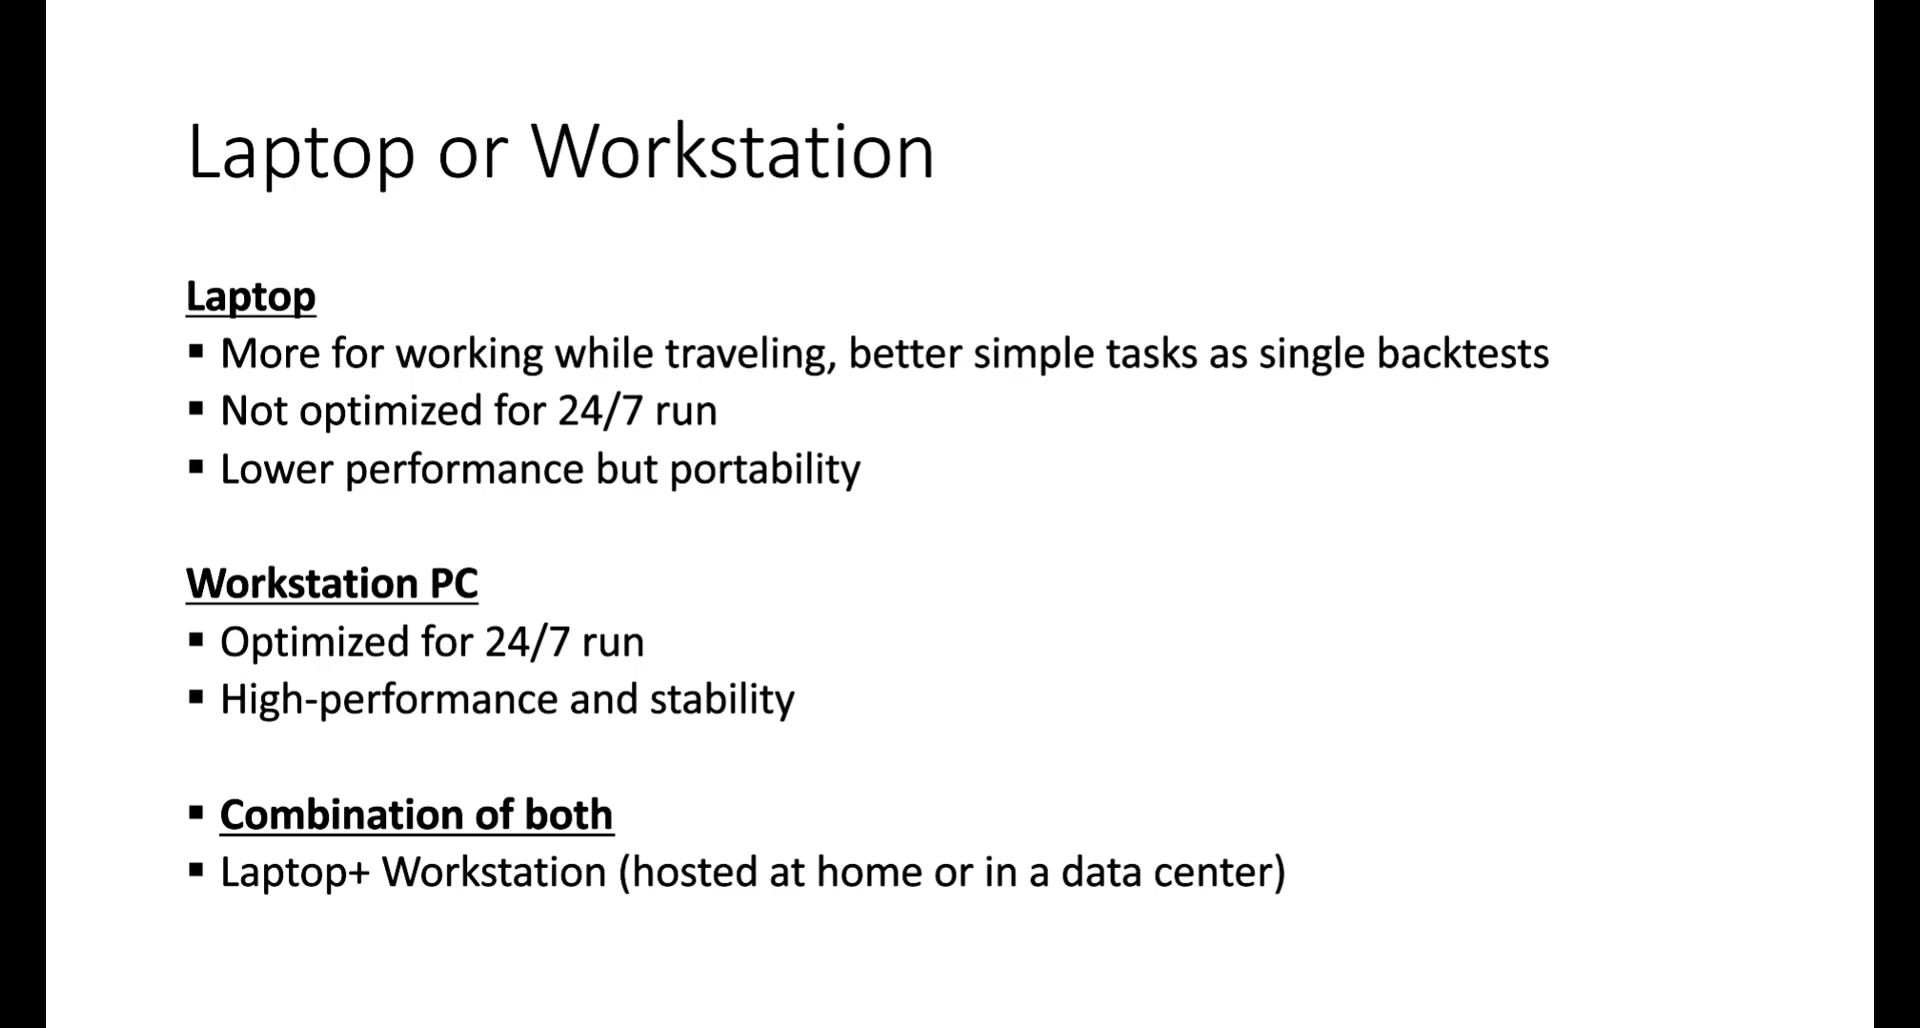 Laptop or Workstation
Laptop
▪ More for working while traveling, better simple tasks as single backtests
▪ Not optimized for 24/7 run
▪ Lower performance but portability
Workstation PC
▪ Optimized for 24/7 run
▪ High-performance and stability
▪ Combination of both
▪ Laptop+ Workstation (hosted at home or in a data center)